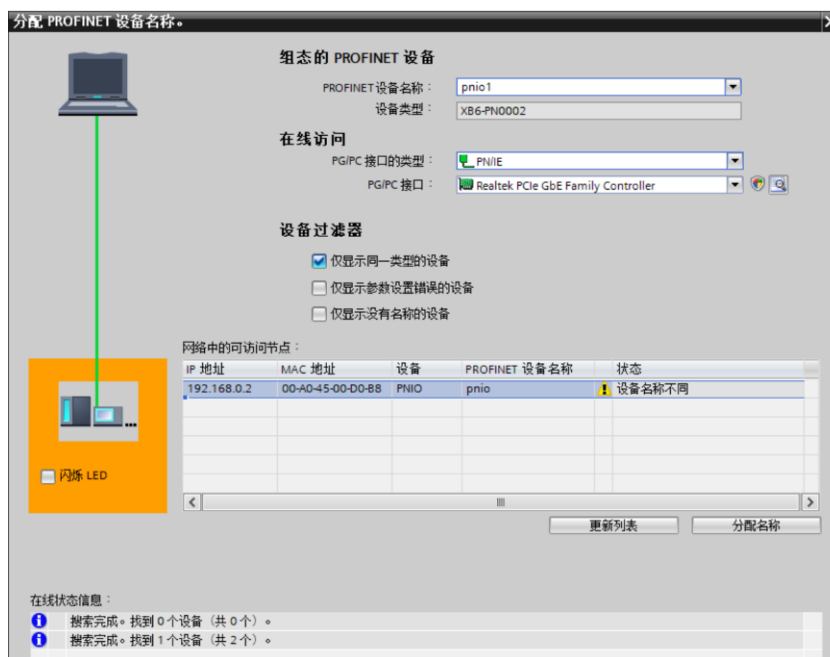 分配 PROFINET 设备名称。
组态的 PROFINET 设备
PROFINET设备名称： pnio1
设备类型： XB6-PN0002
在线访问
PG/PC 接口的类型： PN/IE
PG/PC 接口： Realtek PCIe GbE Family Controller
设备过滤器
仅显示同一类型的设备
仅显示参数设置错误的设备
仅显示没有名称的设备
网络中的可访问节点：
IP 地址 MAC 地址 设备 PROFINET 设备名称 状态
192.168.0.2 00-A0-45-00-D0-B8 PNIO pnio 设备名称不同
闪烁 LED
更新列表 分配名称
在线状态信息：
搜索完成。找到 0 个设备（共 0 个）。
搜索完成。找到 1 个设备（共 2 个）。